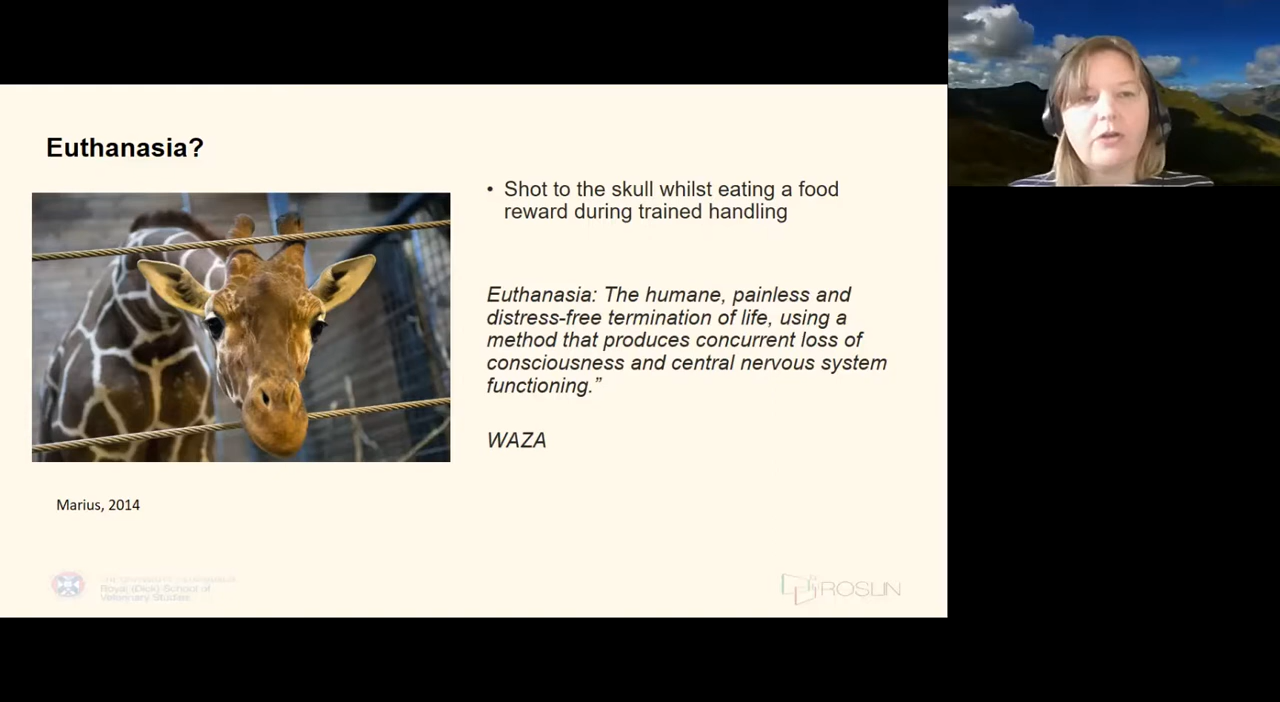 Euthanasia?
• Shot to the skull whilst eating a food
reward during trained handling
Euthanasia: The humane, painless and
distress-free termination of life, using a
method that produces concurrent loss of
consciousness and central nervous system
functioning.”
WAZA
Marius, 2014
Royal (Dick) School of
Veterinary Studies
ROSLIN